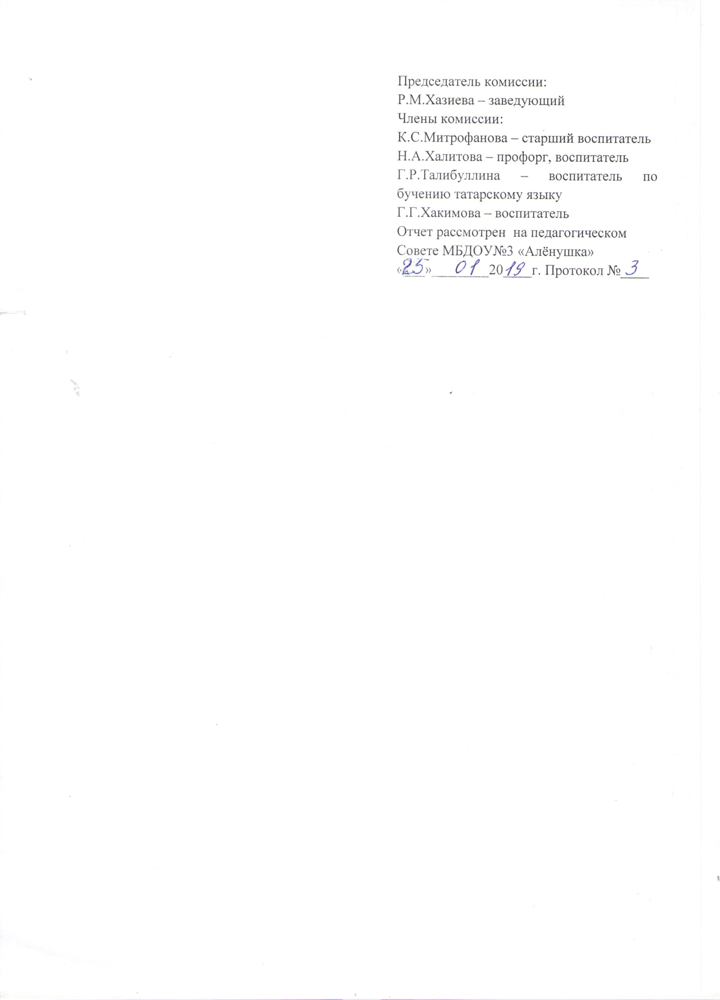 Председатель комиссии:
Р.М.Хазиева – заведующий
Члены комиссии:
К.С.Митрофанова – старший воспитатель
Н.А.Халитова – профорг, воспитатель
Г.Р.Талибуллина – воспитатель по
бучению татарскому языку
Г.Г.Хакимова – воспитатель
Отчет рассмотрен на педагогическом
Совете МБДОУ№3 «Алёнушка»
«25»________01 2019 г. Протокол № 3